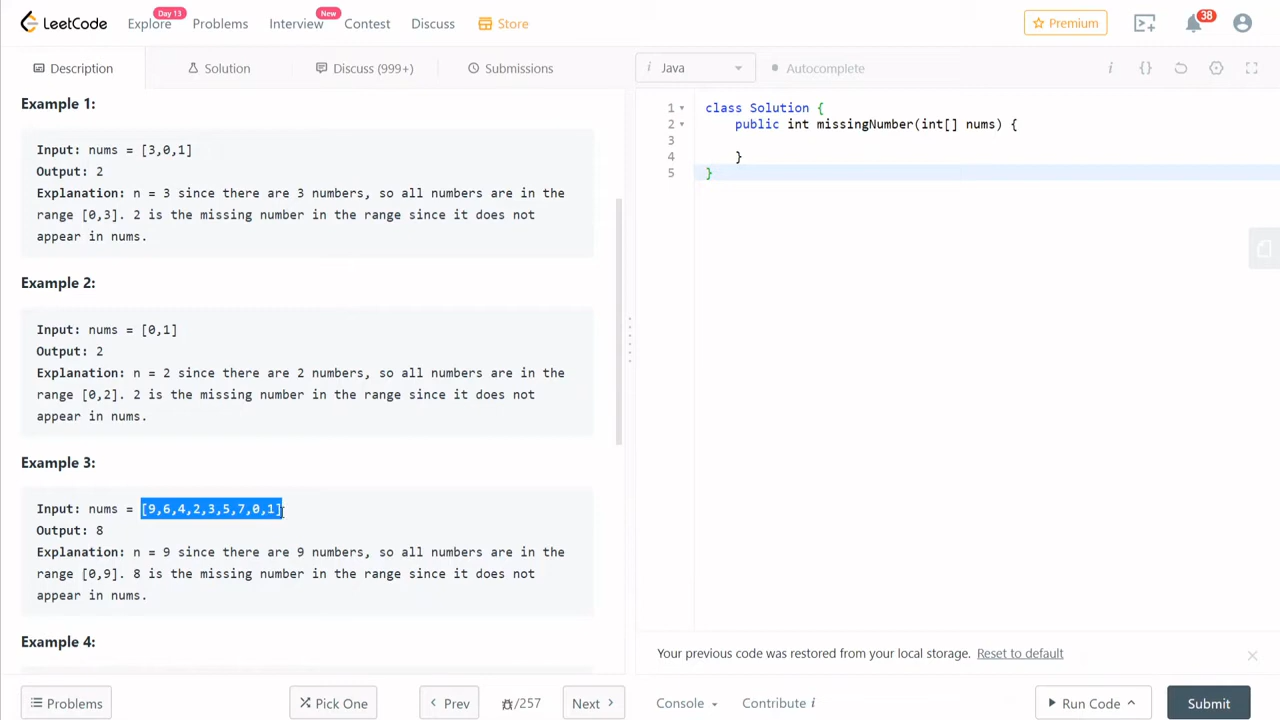 LeetCode
Explore
Day 13
Problems
Interview
New
Contest
Discuss
Store
Premium
38
Description
Solution
Discuss (999+)
Submissions
i Java
Autocomplete
i
{}
Example 1:
Input: nums = [3,0,1]
Output: 2
Explanation: n = 3 since there are 3 numbers, so all numbers are in the
range [0,3]. 2 is the missing number in the range since it does not
appear in nums.
Example 2:
Input: nums = [0,1]
Output: 2
Explanation: n = 2 since there are 2 numbers, so all numbers are in the
range [0,2]. 2 is the missing number in the range since it does not
appear in nums.
Example 3:
Input: nums = [9,6,4,2,3,5,7,0,1]
Output: 8
Explanation: n = 9 since there are 9 numbers, so all numbers are in the
range [0,9]. 8 is the missing number in the range since it does not
appear in nums.
Example 4:
1 class Solution {
2 public int missingNumber(int[] nums) {
3
4 }
5 }
Your previous code was restored from your local storage. Reset to default
Problems
Pick One
Prev
/257
Next
Console
Contribute i
Run Code
Submit